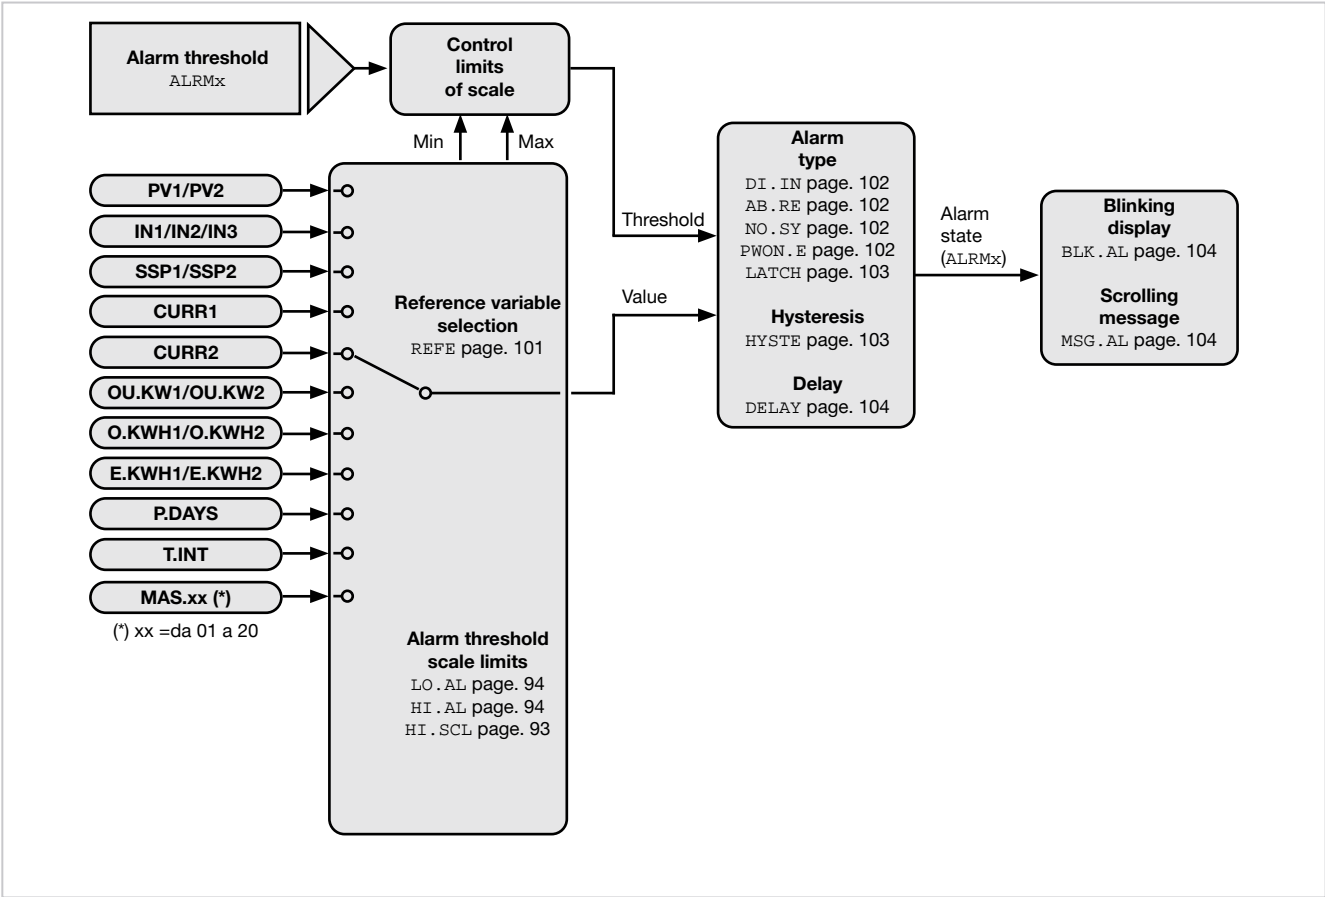 Alarm threshold
ALRMx
Control
limits
of scale
Min
Max
PV1/PV2
IN1/IN2/IN3
SSP1/SSP2
CURR1
CURR2
OU.KW1/OU.KW2
O.KWH1/O.KWH2
E.KWH1/E.KWH2
P.DAYS
T.INT
MAS.xx (*)
(*) xx =da 01 a 20
Reference variable
selection
REFE page. 101
Alarm threshold
scale limits
LO.AL page. 94
HI.AL page. 94
HI.SCL page. 93
Threshold
Value
Alarm
type
DI.IN page. 102
AB.RE page. 102
NO.SY page. 102
PWON.E page. 102
LATCH page. 103
Hysteresis
HYSTE page. 103
Delay
DELAY page. 104
Alarm
state
(ALRMx)
Blinking
display
BLK.AL page. 104
Scrolling
message
MSG.AL page. 104